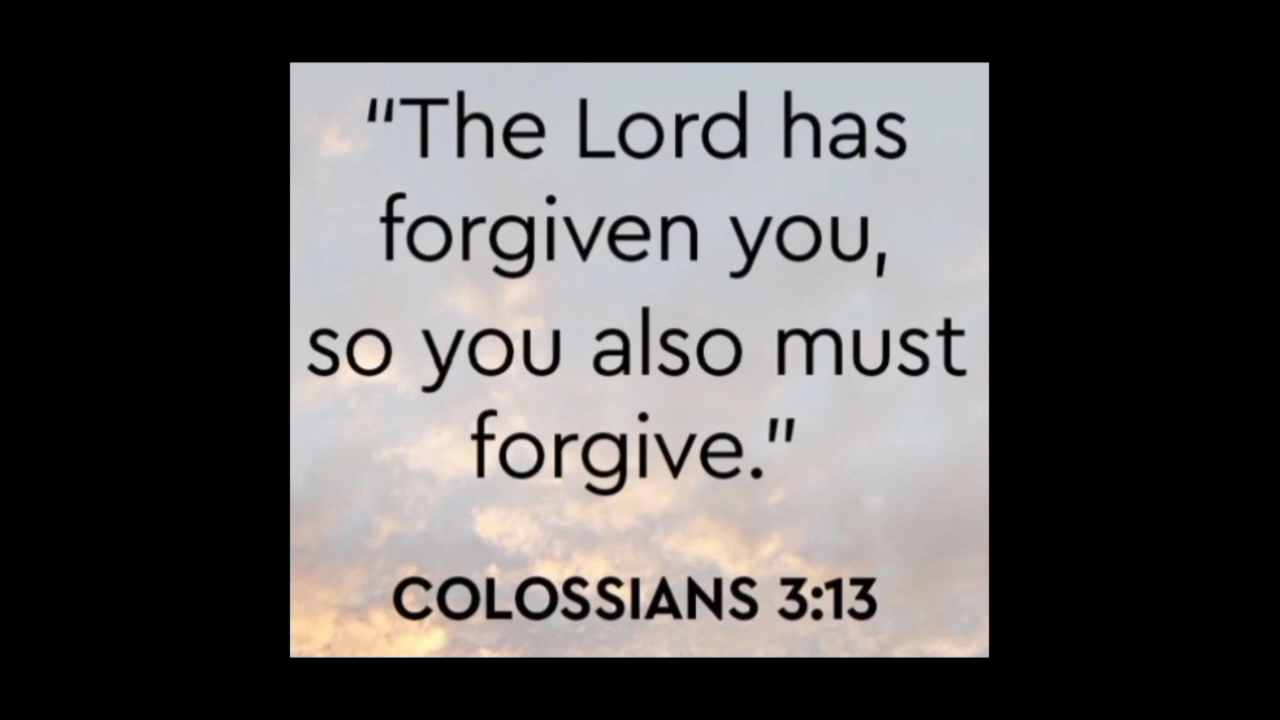 “The Lord has
forgiven you,
so you also must
forgive.”
COLOSSIANS 3:13